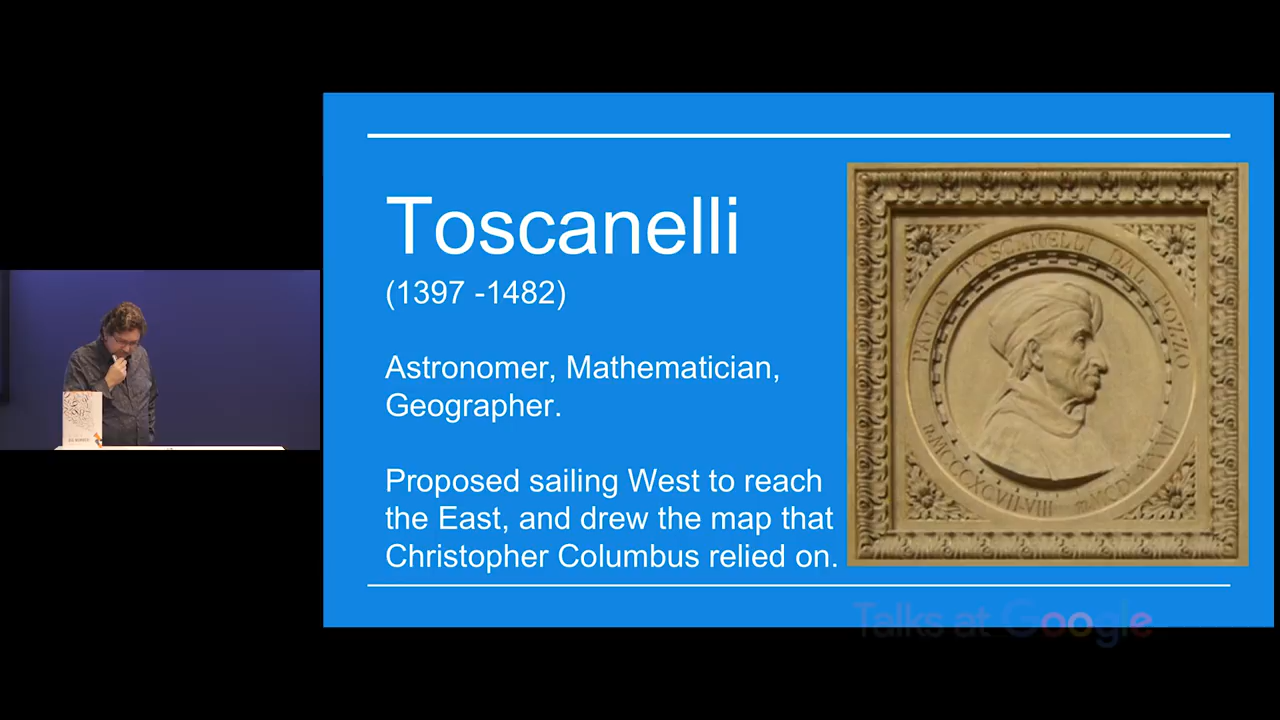 Toscanelli
(1397 -1482)
Astronomer, Mathematician,
Geographer.
Proposed sailing West to reach
the East, and drew the map that
Christopher Columbus relied on.
PAOLO TOSCANELLI DAL POZZO
Talks at Google